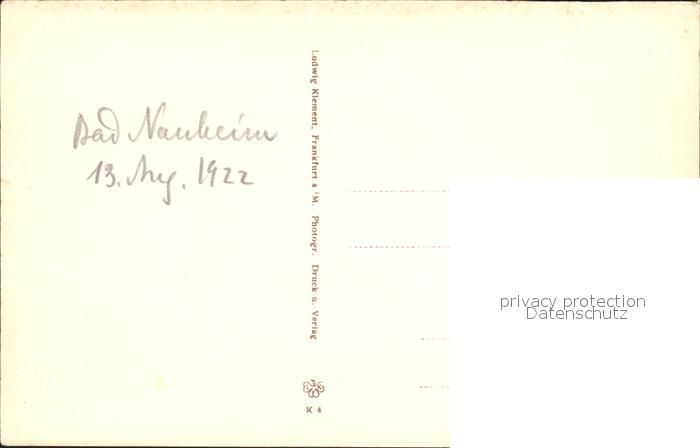 Bad Nauheim
13. Aug. 1922
Ludwig Klement, Frankfurt a. M. Photogr. Druck u. Verlag
K 4
privacy protection
Datenschutz